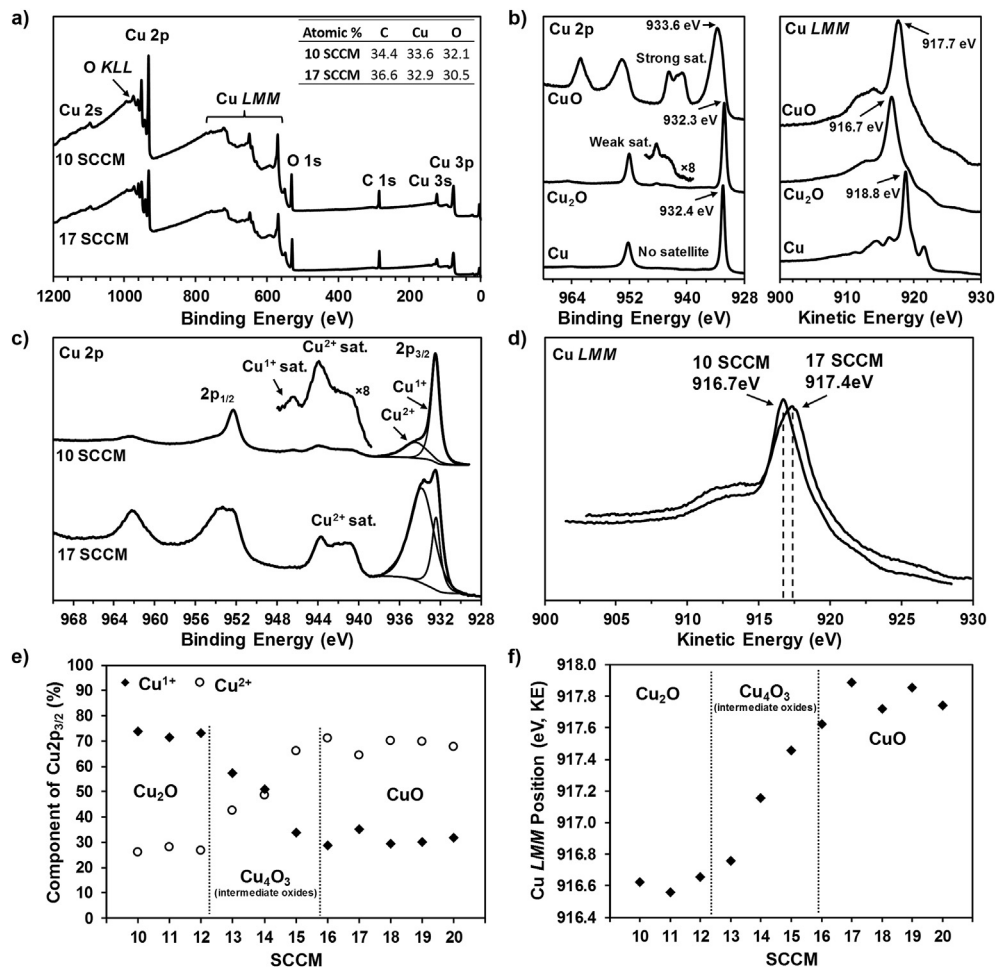 a)
Atomic % C Cu O
10 SCCM 34.4 33.6 32.1
17 SCCM 36.6 32.9 30.5
Cu 2p
O KLL
Cu 2s
Cu LMM
O 1s
C 1s
Cu 3s
Cu 3p
10 SCCM
17 SCCM
1200 1000 800 600 400 200 0
Binding Energy (eV)
b)
Cu 2p
933.6 eV
Strong sat.
CuO
932.3 eV
Weak sat.
×8
Cu₂O
932.4 eV
Cu
No satellite
964 952 940 928
Binding Energy (eV)
Cu LMM
917.7 eV
CuO
916.7 eV
Cu₂O
918.8 eV
Cu
900 910 920 930
Kinetic Energy (eV)
c)
Cu 2p
Cu²⁺ sat.
Cu¹⁺ sat.
×8
2p₃/₂
2p₁/₂
Cu¹⁺
Cu²⁺
10 SCCM
Cu²⁺ sat.
17 SCCM
968 964 960 956 952 948 944 940 936 932 928
Binding Energy (eV)
d)
Cu LMM
10 SCCM
916.7eV
17 SCCM
917.4eV
900 905 910 915 920 925 930
Kinetic Energy (eV)
e)
Component of Cu2p₃/₂ (%)
100
90
80
70
60
50
40
30
20
10
0
Cu¹⁺ Cu²⁺
Cu₂O
Cu₄O₃
(intermediate oxides)
CuO
10 11 12 13 14 15 16 17 18 19 20
SCCM
f)
Cu LMM Position (eV, KE)
918.0
917.8
917.6
917.4
917.2
917.0
916.8
916.6
916.4
Cu₂O
Cu₄O₃
(intermediate oxides)
CuO
10 11 12 13 14 15 16 17 18 19 20
SCCM